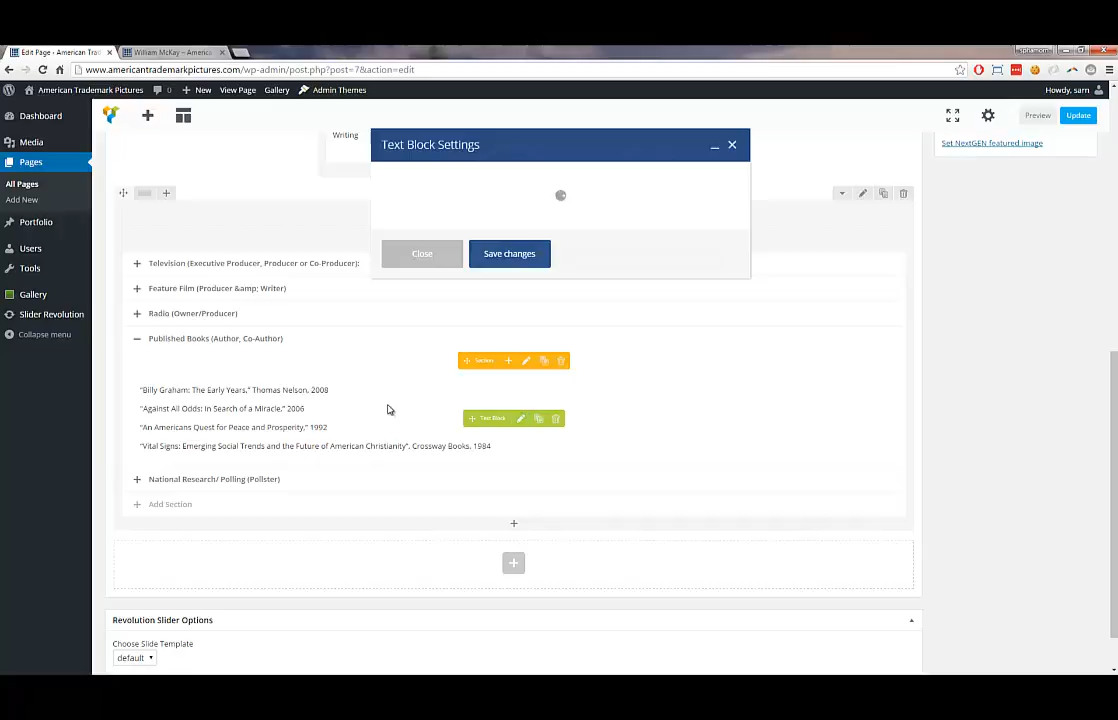 Edit Page - American Trad
William McKay – America
www.americantrademarkpictures.com/wp-admin/post.php?post=7&action=edit
American Trademark Pictures
New
View Page
Gallery
Admin Themes
Howdy, sarn
Dashboard
Media
Pages
All Pages
Add New
Portfolio
Users
Tools
Gallery
Slider Revolution
Collapse menu
Preview
Update
Set NextGEN featured image
Writing
Text Block Settings
Close
Save changes
Television (Executive Producer, Producer or Co-Producer):
Feature Film (Producer &amp; Writer)
Radio (Owner/Producer)
Published Books (Author, Co-Author)
Section
"Billy Graham: The Early Years," Thomas Nelson, 2008
"Against All Odds: In Search of a Miracle," 2006
Text Block
"An Americans Quest for Peace and Prosperity," 1992
"Vital Signs: Emerging Social Trends and the Future of American Christianity", Crossway Books, 1984
National Research/ Polling (Pollster)
Add Section
Revolution Slider Options
Choose Slide Template
default